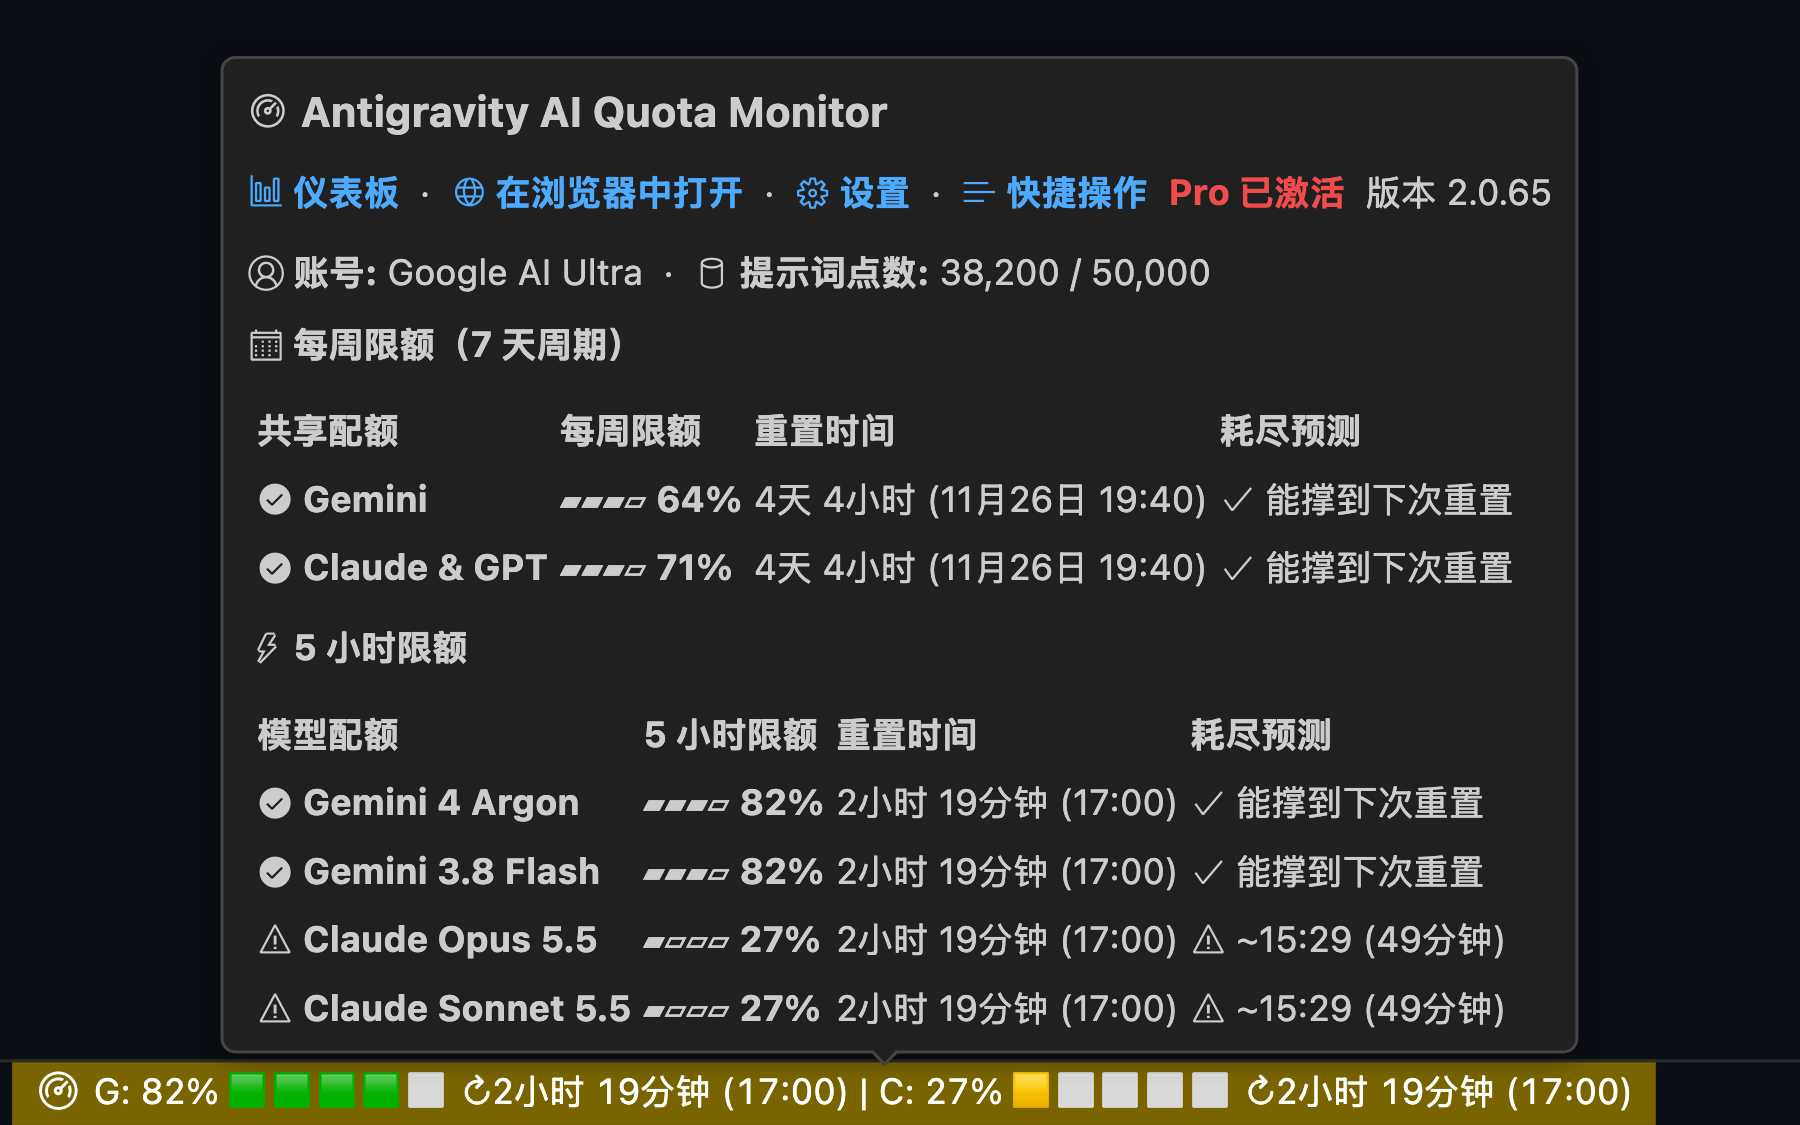 Antigravity AI Quota Monitor
仪表板 · 在浏览器中打开 · 设置 · 快捷操作 Pro 已激活 版本 2.0.65
账号: Google AI Ultra · 提示词点数: 38,200 / 50,000
每周限额（7 天周期）
共享配额 每周限额 重置时间 耗尽预测
Gemini 64% 4天 4小时 (11月26日 19:40) ✓ 能撑到下次重置
Claude & GPT 71% 4天 4小时 (11月26日 19:40) ✓ 能撑到下次重置
5 小时限额
模型配额 5 小时限额 重置时间 耗尽预测
Gemini 4 Argon 82% 2小时 19分钟 (17:00) ✓ 能撑到下次重置
Gemini 3.8 Flash 82% 2小时 19分钟 (17:00) ✓ 能撑到下次重置
Claude Opus 5.5 27% 2小时 19分钟 (17:00) ⚠ ~15:29 (49分钟)
Claude Sonnet 5.5 27% 2小时 19分钟 (17:00) ⚠ ~15:29 (49分钟)
G: 82% ↻2小时 19分钟 (17:00) | C: 27% ↻2小时 19分钟 (17:00)